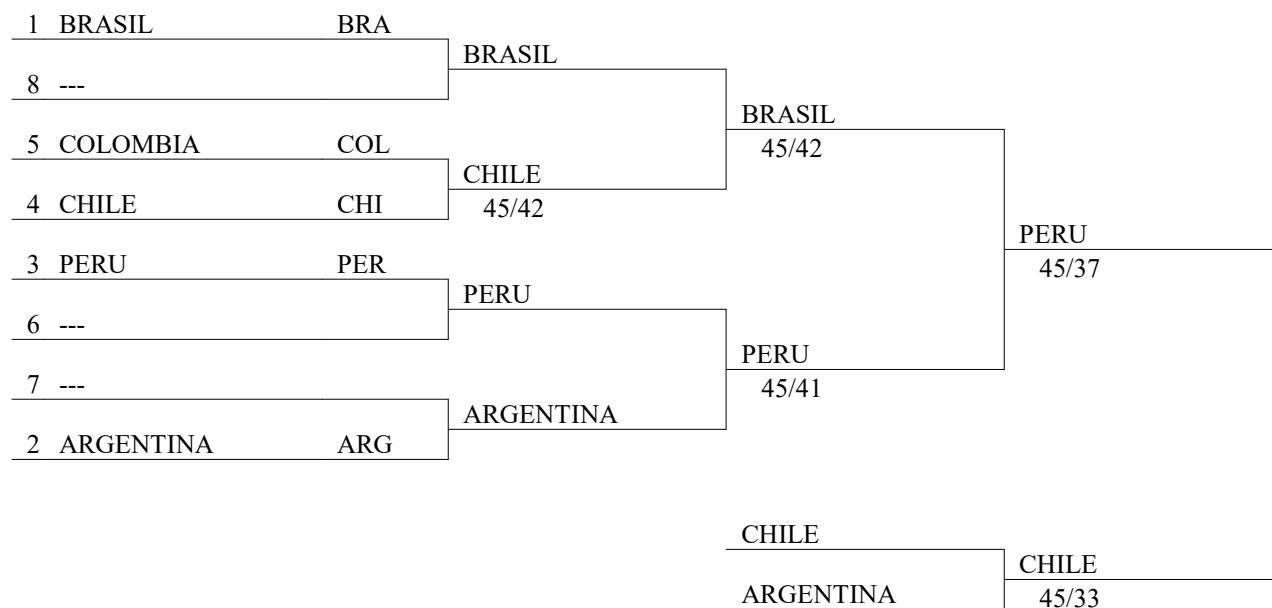 1 BRASIL BRA
BRASIL
8 ---
BRASIL
45/42
5 COLOMBIA COL
CHILE
45/42
4 CHILE CHI
PERU
45/37
3 PERU PER
PERU
6 ---
PERU
45/41
7 ---
ARGENTINA
2 ARGENTINA ARG
CHILE
CHILE
45/33
ARGENTINA